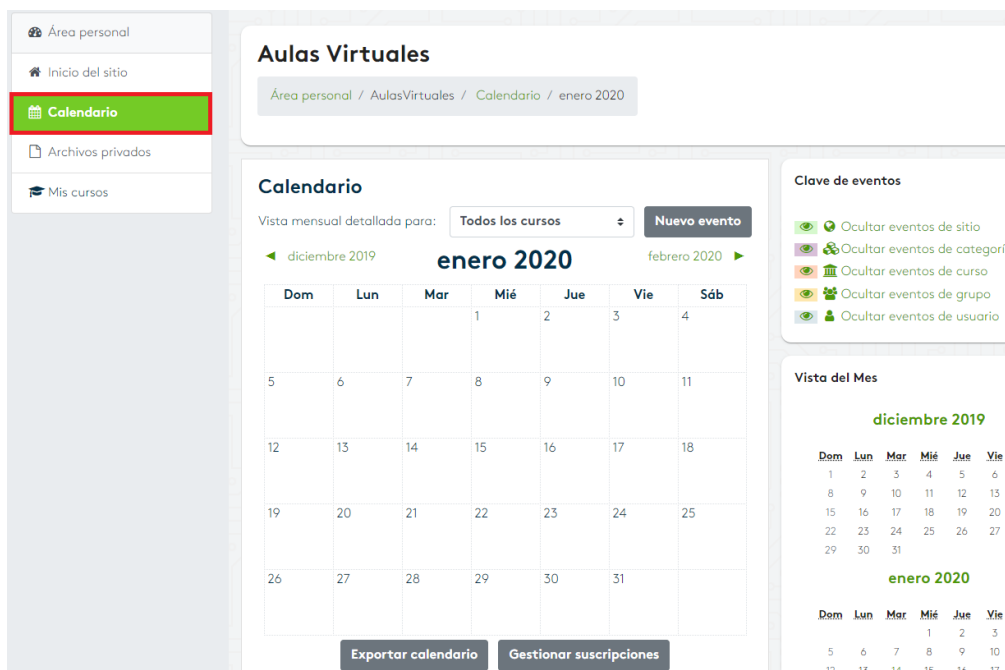 Área personal
Inicio del sitio
Calendario
Archivos privados
Mis cursos
Aulas Virtuales
Área personal / AulasVirtuales / Calendario / enero 2020
Calendario
Vista mensual detallada para: Todos los cursos Nuevo evento
◄ diciembre 2019 enero 2020 febrero 2020 ►
Dom Lun Mar Mié Jue Vie Sáb
1 2 3 4
5 6 7 8 9 10 11
12 13 14 15 16 17 18
19 20 21 22 23 24 25
26 27 28 29 30 31
Exportar calendario Gestionar suscripciones
Clave de eventos
Ocultar eventos de sitio
Ocultar eventos de categorí
Ocultar eventos de curso
Ocultar eventos de grupo
Ocultar eventos de usuario
Vista del Mes
diciembre 2019
Dom Lun Mar Mié Jue Vie
1 2 3 4 5 6
8 9 10 11 12 13
15 16 17 18 19 20
22 23 24 25 26 27
29 30 31
enero 2020
Dom Lun Mar Mié Jue Vie
1 2 3
5 6 7 8 9 10
12 13 14 15 16 17